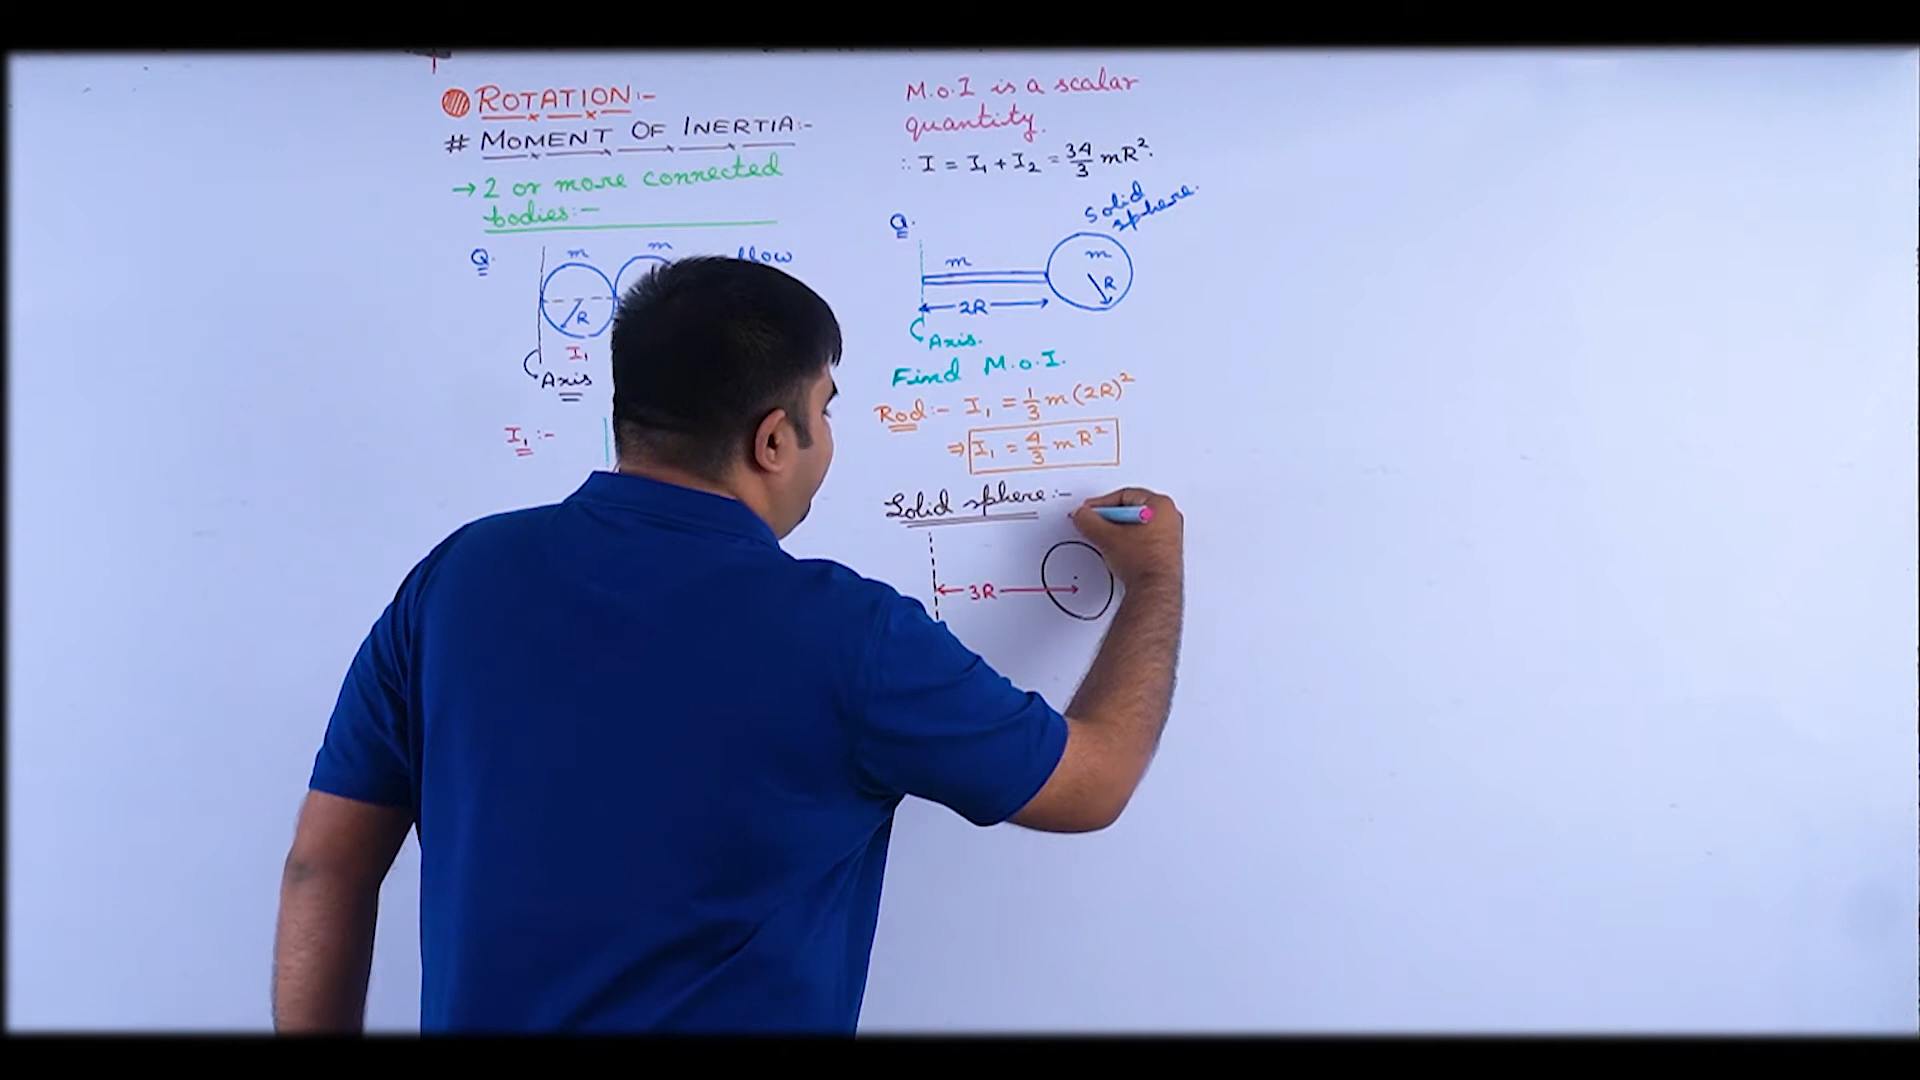 ROTATION:-
# MOMENT OF INERTIA:-
→ 2 or more connected
bodies:-
Q.
m
m
R
I₁
Axis
I₁ :-
M.O.I is a scalar
quantity.
∴ I = I₁ + I₂ = 34/3 mR².
Q.
Solid
sphere.
m
m
R
2R
Axis.
Find M.O.I.
Rod:- I₁ = 1/3 m(2R)²
⇒ I₁ = 4/3 mR²
Solid sphere:-
3R